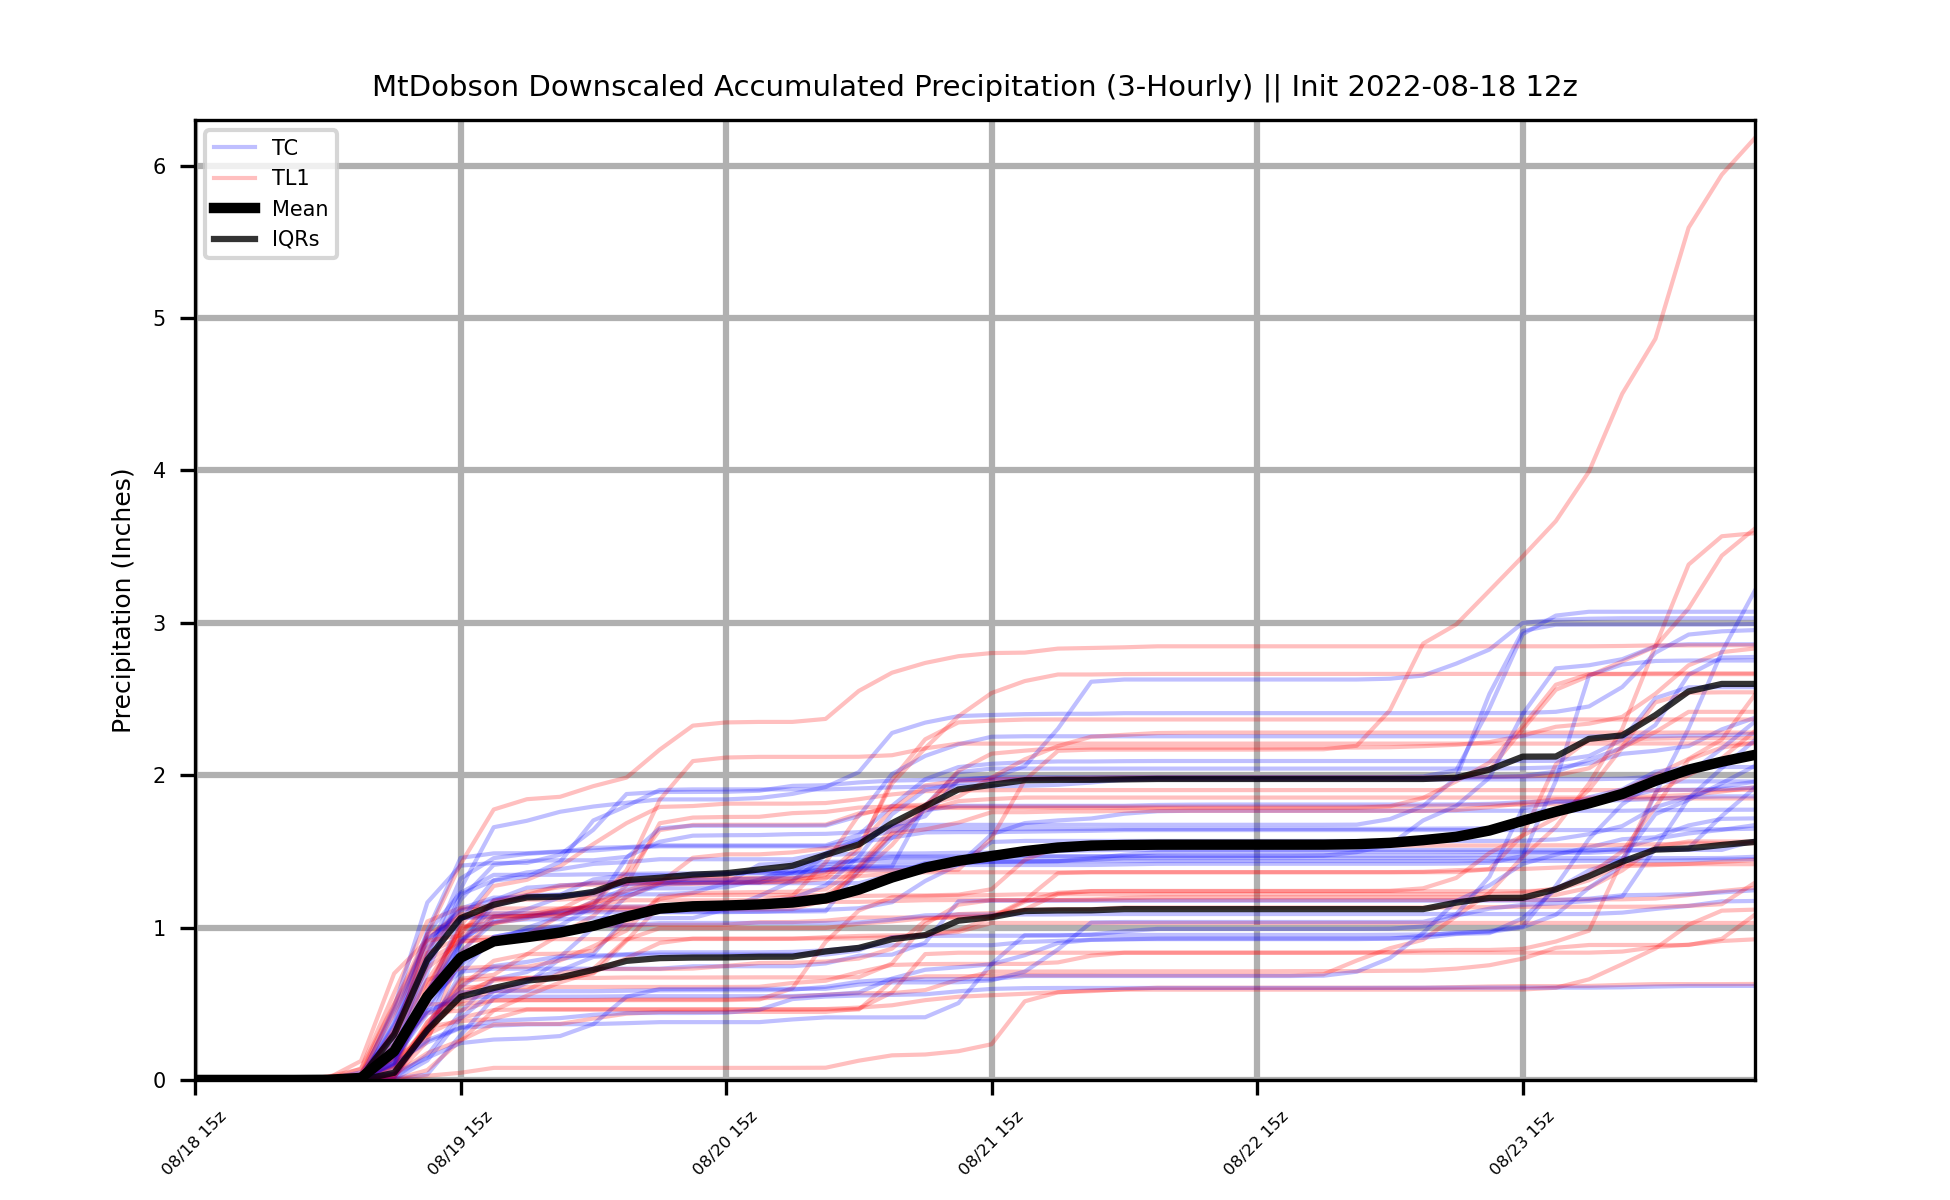 MtDobson Downscaled Accumulated Precipitation (3-Hourly) || Init 2022-08-18 12z
TC
TL1
Mean
IQRs
Precipitation (Inches)
6
5
4
3
2
1
0
08/18 15z
08/19 15z
08/20 15z
08/21 15z
08/22 15z
08/23 15z